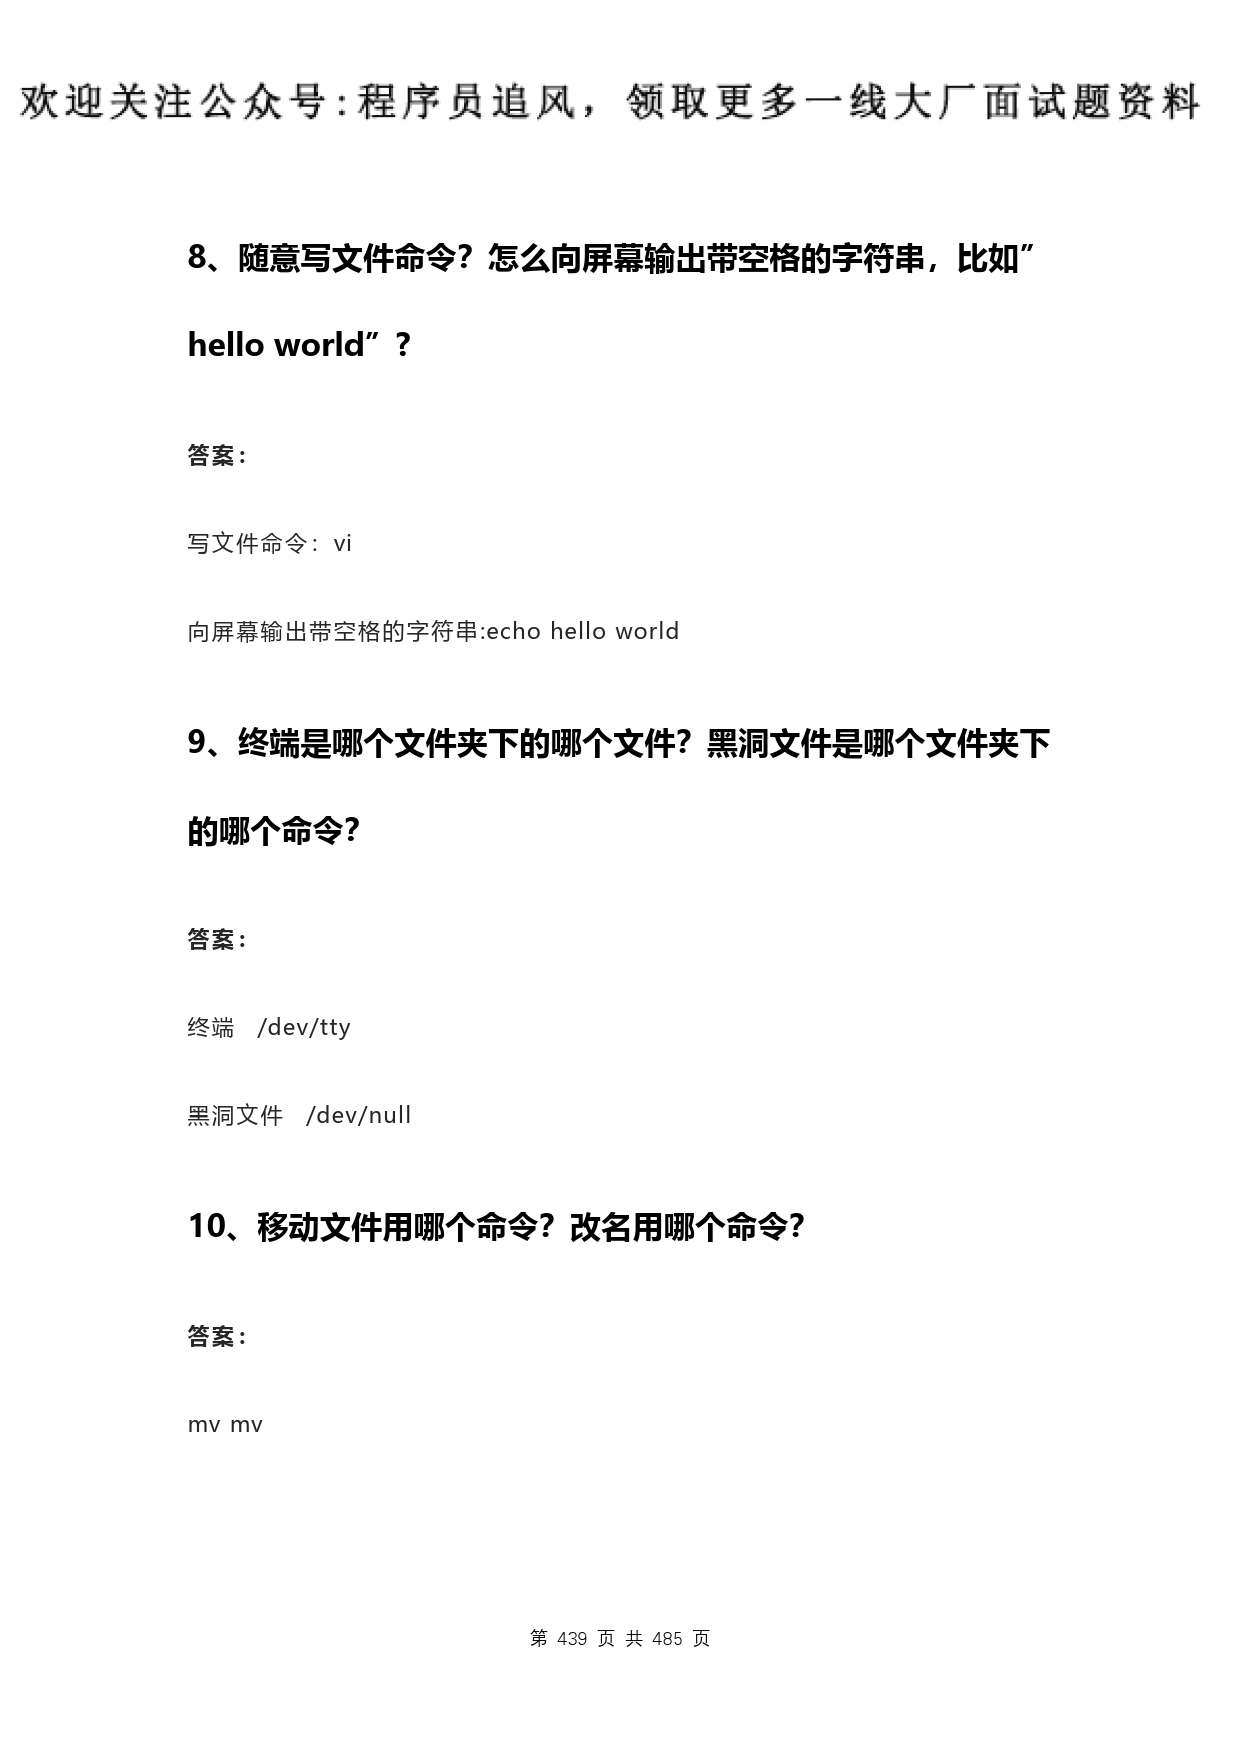 欢迎关注公众号:程序员追风，领取更多一线大厂面试题资料
8、随意写文件命令？怎么向屏幕输出带空格的字符串，比如”
hello world”？
答案：
写文件命令：vi
向屏幕输出带空格的字符串:echo hello world
9、终端是哪个文件夹下的哪个文件？黑洞文件是哪个文件夹下
的哪个命令？
答案：
终端 /dev/tty
黑洞文件 /dev/null
10、移动文件用哪个命令？改名用哪个命令？
答案：
mv mv
第 439 页 共 485 页